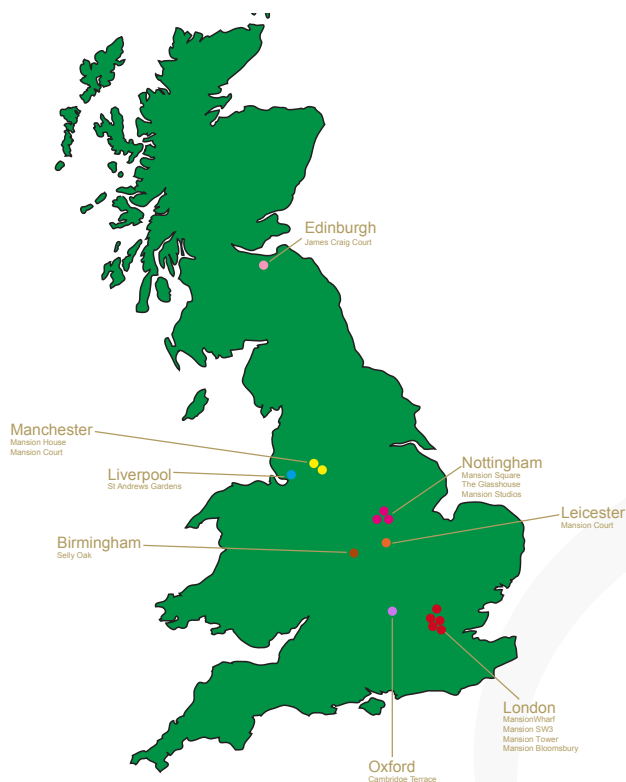 Edinburgh
James Craig Court
Manchester
Mansion House
Mansion Court
Liverpool
St Andrews Gardens
Nottingham
Mansion Square
The Glasshouse
Mansion Studios
Leicester
Mansion Court
Birmingham
Selly Oak
London
MansionWharf
Mansion SW3
Mansion Tower
Mansion Bloomsbury
Oxford
Cambridge Terrace